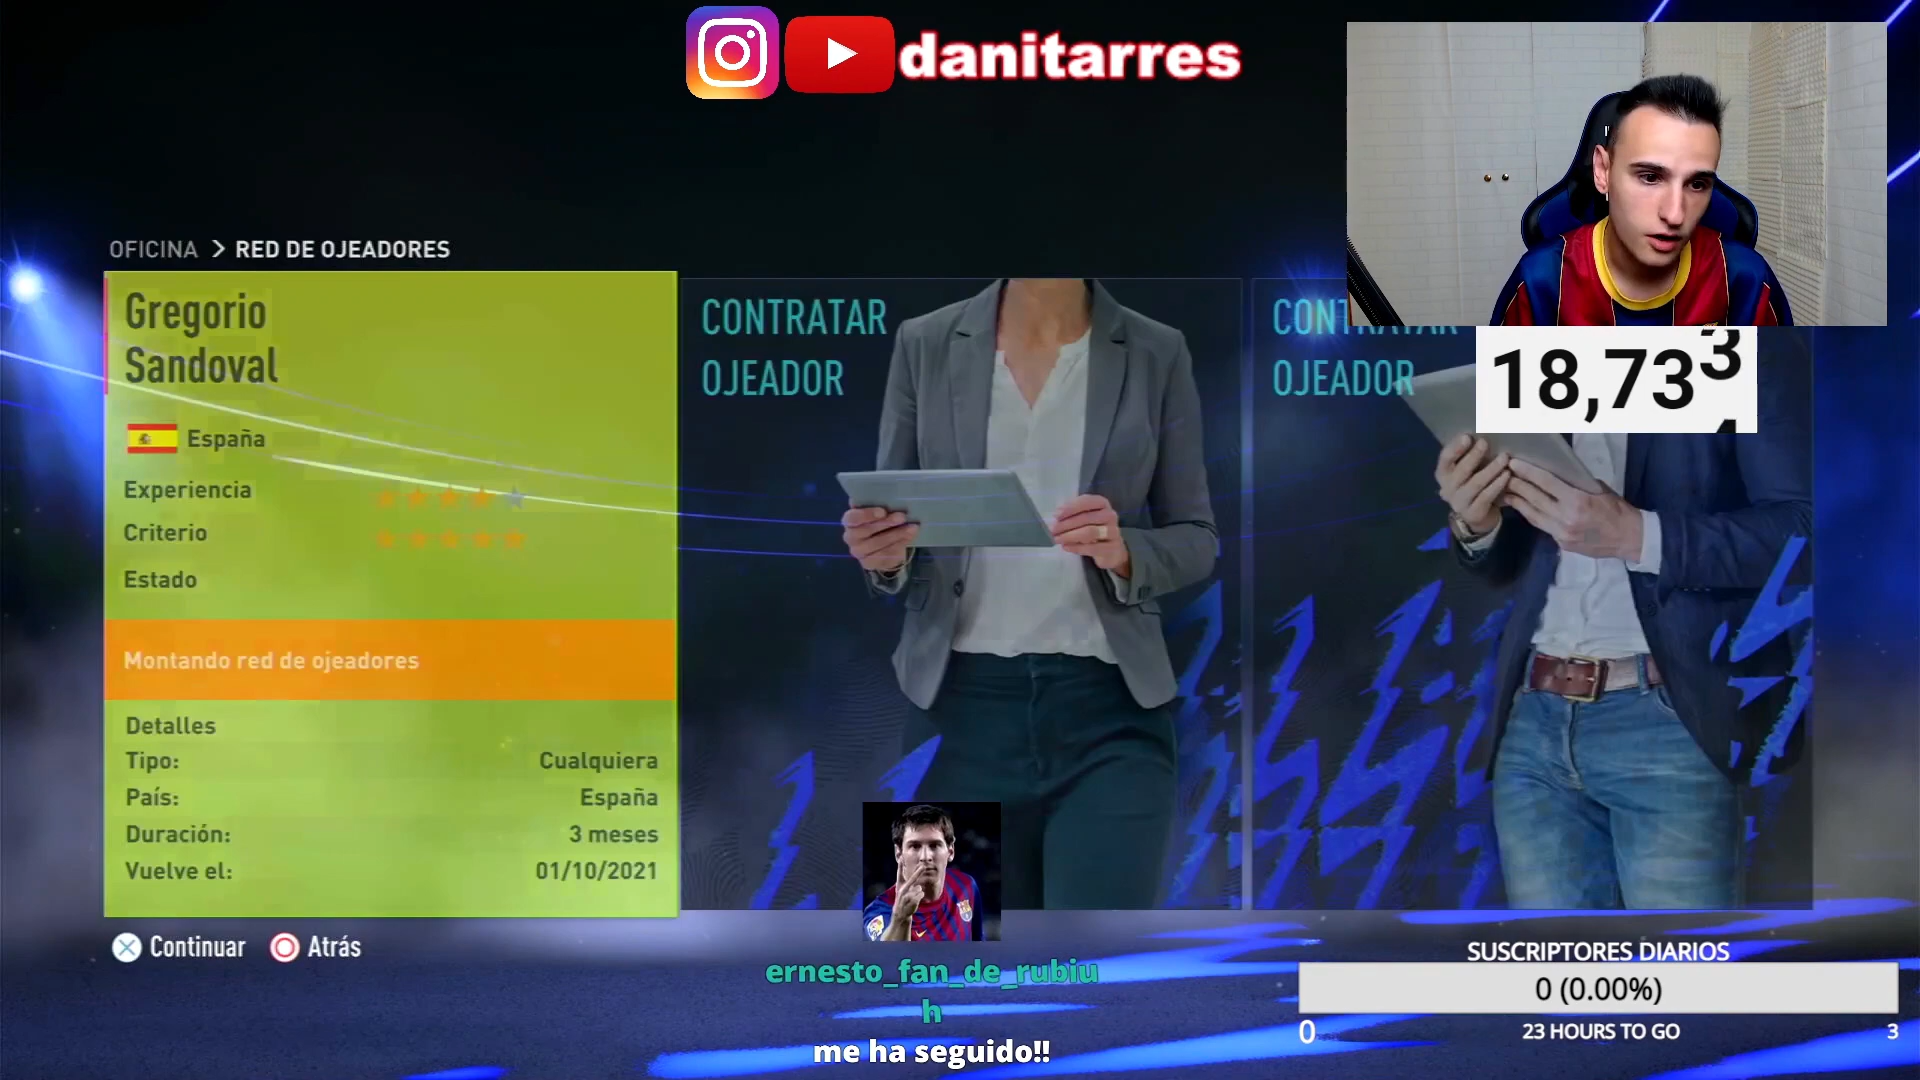 danitarres
OFICINA > RED DE OJEADORES
Gregorio
Sandoval
España
Experiencia
Criterio
Estado
Montando red de ojeadores
Detalles
Tipo: Cualquiera
País: España
Duración: 3 meses
Vuelve el: 01/10/2021
CONTRATAR
OJEADOR
CONTRATAR
OJEADOR
18,733
Continuar Atrás
ernesto_fan_de_rubiu
h
me ha seguido!!
SUSCRIPTORES DIARIOS
0 (0.00%)
0 23 HOURS TO GO 3